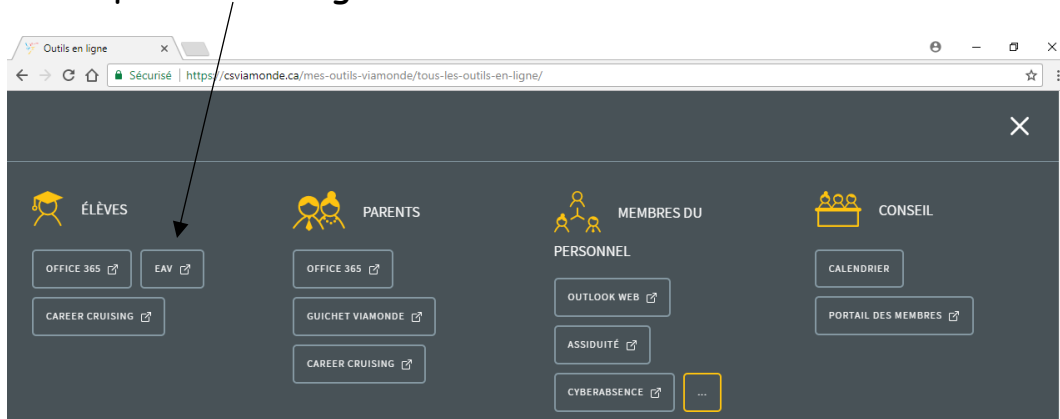 Outils en ligne
Sécurisé | https://csviamonde.ca/mes-outils-viamonde/tous-les-outils-en-ligne/
ÉLÈVES
OFFICE 365
EAV
CAREER CRUISING
PARENTS
OFFICE 365
GUICHET VIAMONDE
CAREER CRUISING
MEMBRES DU
PERSONNEL
OUTLOOK WEB
ASSIDUITÉ
CYBERABSENCE
...
CONSEIL
CALENDRIER
PORTAIL DES MEMBRES